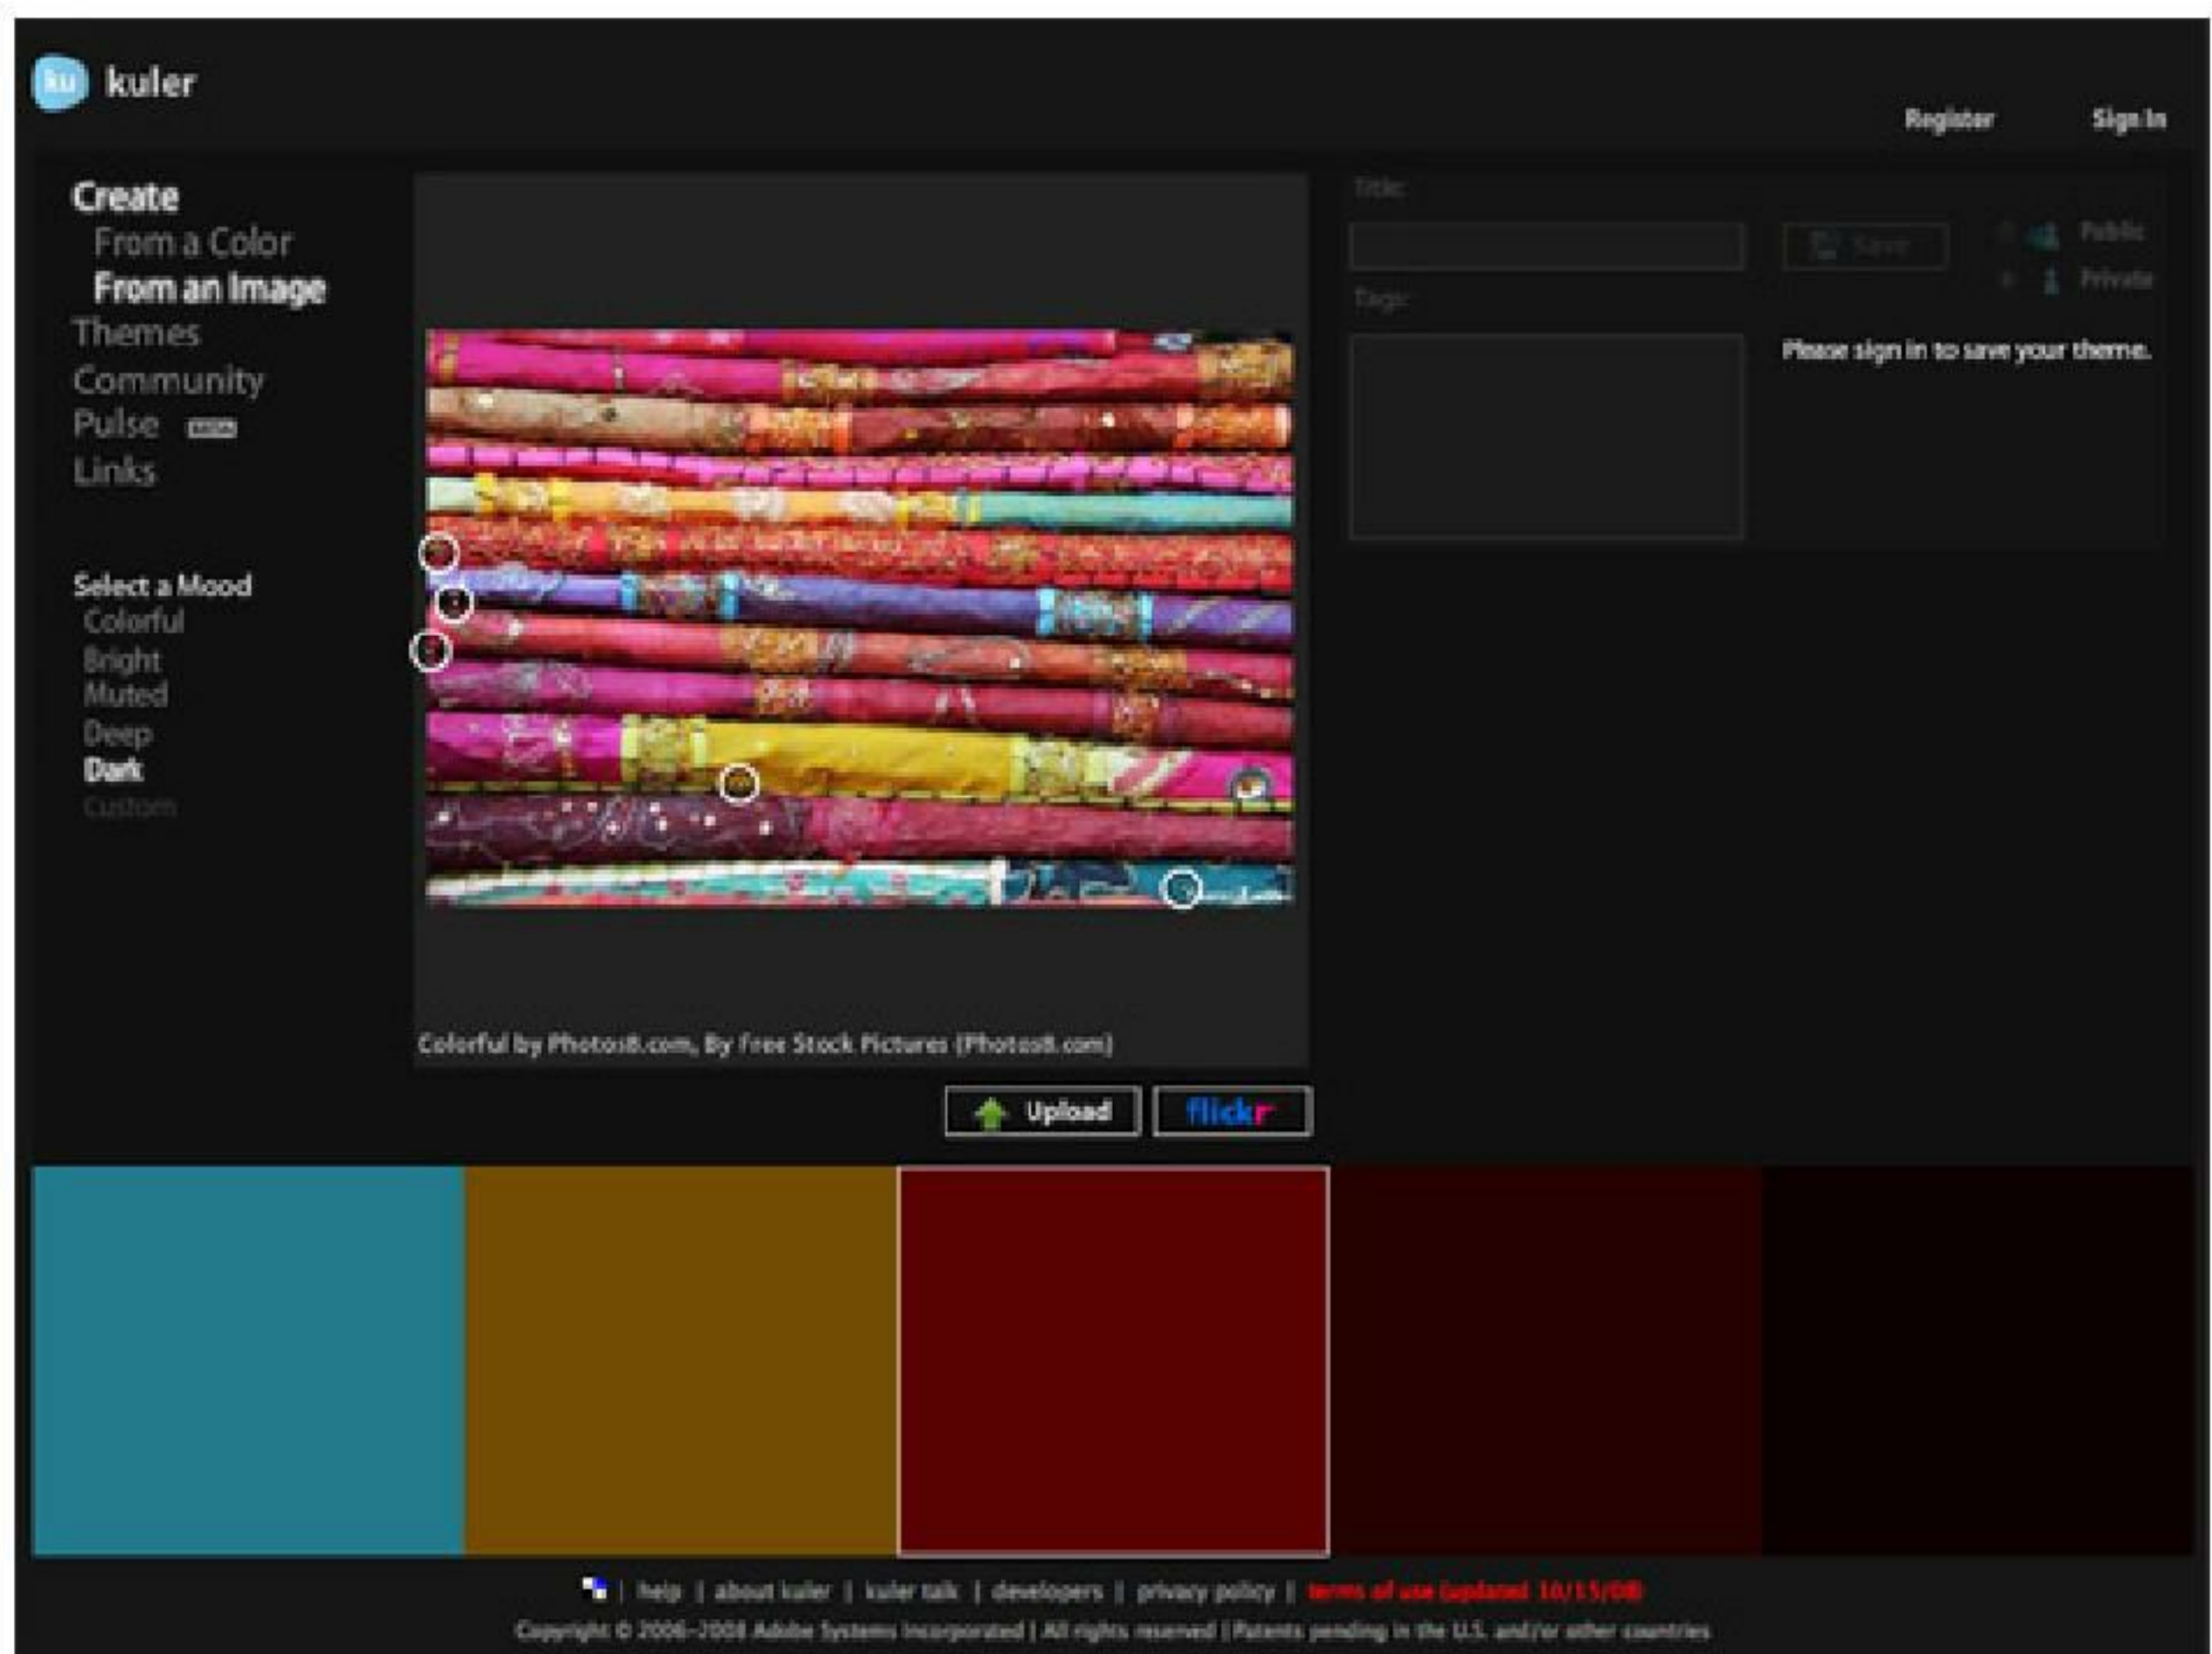 ku kuler
Register Sign In
Create
From a Color
From an Image
Themes
Community
Pulse BETA
Links
Select a Mood
Colorful
Bright
Muted
Deep
Dark
Custom
Title:
Save
Public
Private
Tags:
Please sign in to save your theme.
Colorful by Photos8.com, By Free Stock Pictures (Photos8.com)
Upload flickr
| help | about kuler | kuler talk | developers | privacy policy | terms of use (updated 10/15/08)
Copyright © 2006-2008 Adobe Systems Incorporated | All rights reserved | Patents pending in the U.S. and/or other countries